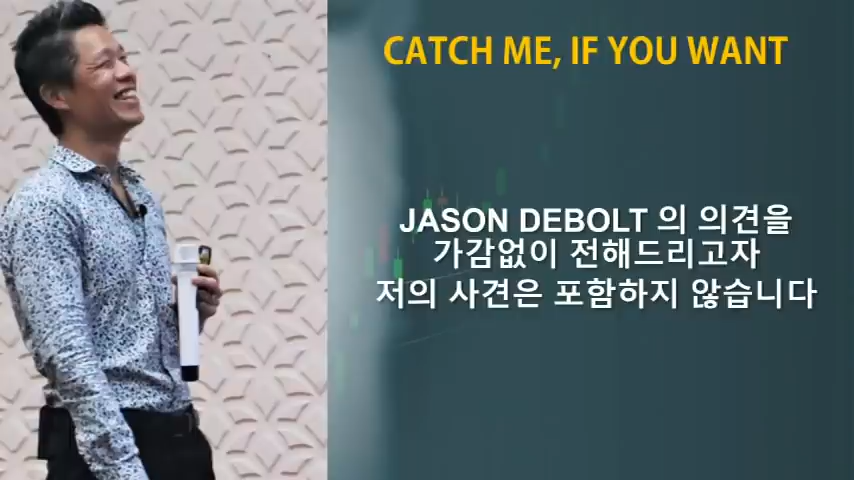 CATCH ME, IF YOU WANT
JASON DEBOLT 의 의견을
가감없이 전해드리고자
저의 사견은 포함하지 않습니다